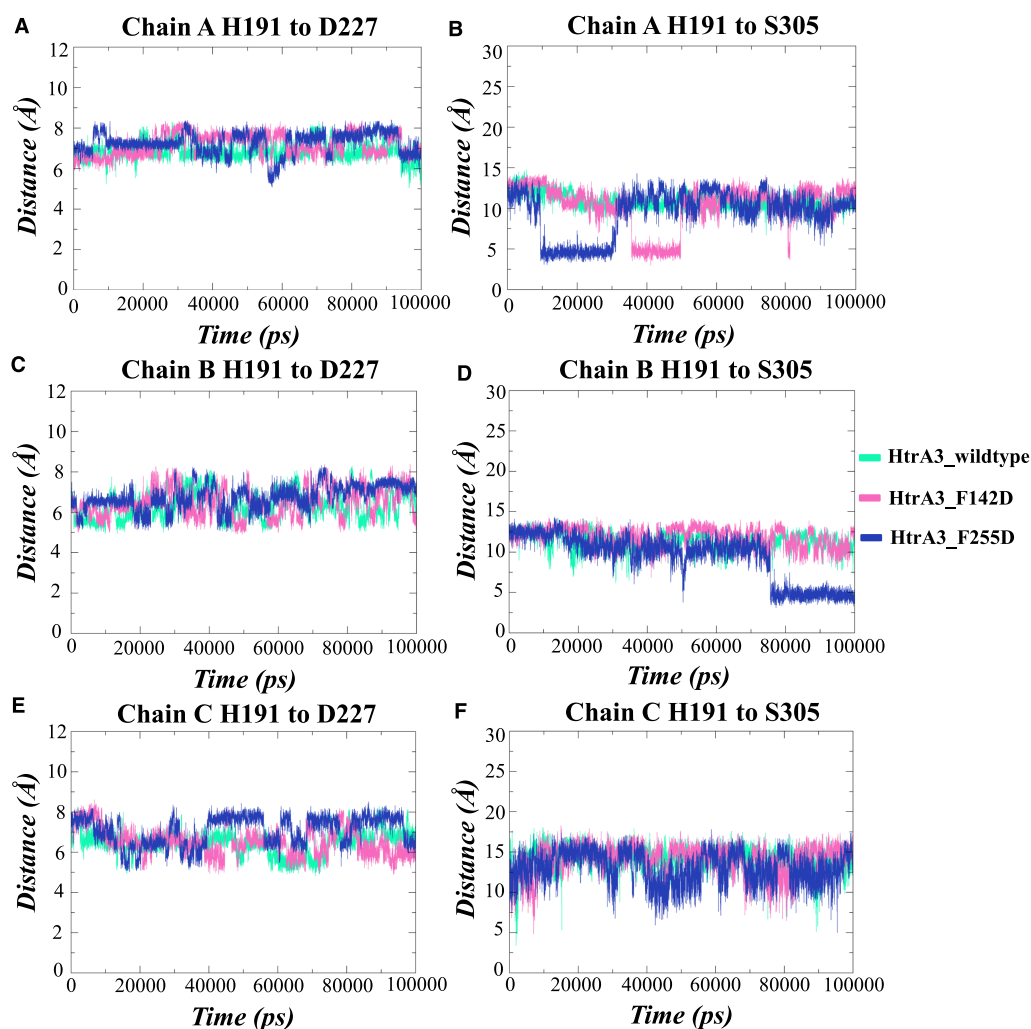 A
Chain A H191 to D227
12
10
8
6
4
2
0
Distance (Å)
0 20000 40000 60000 80000 100000
Time (ps)
B
Chain A H191 to S305
30
25
20
15
10
5
0
Distance (Å)
0 20000 40000 60000 80000 100000
Time (ps)
C
Chain B H191 to D227
12
10
8
6
4
2
0
Distance (Å)
0 20000 40000 60000 80000 100000
Time (ps)
D
Chain B H191 to S305
30
25
20
15
10
5
0
Distance (Å)
0 20000 40000 60000 80000 100000
Time (ps)
HtrA3_wildtype
HtrA3_F142D
HtrA3_F255D
E
Chain C H191 to D227
12
10
8
6
4
2
0
Distance (Å)
0 20000 40000 60000 80000 100000
Time (ps)
F
Chain C H191 to S305
30
25
20
15
10
5
0
Distance (Å)
0 20000 40000 60000 80000 100000
Time (ps)